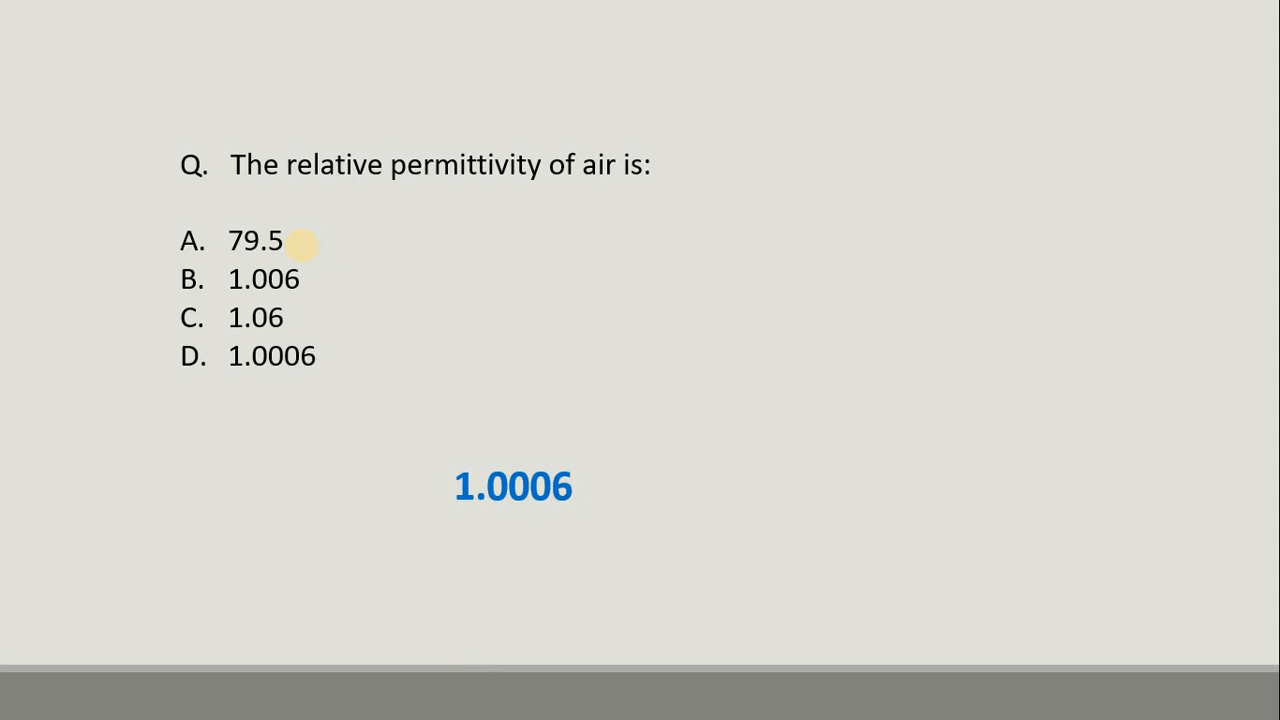 Q. The relative permittivity of air is:
A. 79.5
B. 1.006
C. 1.06
D. 1.0006
1.0006